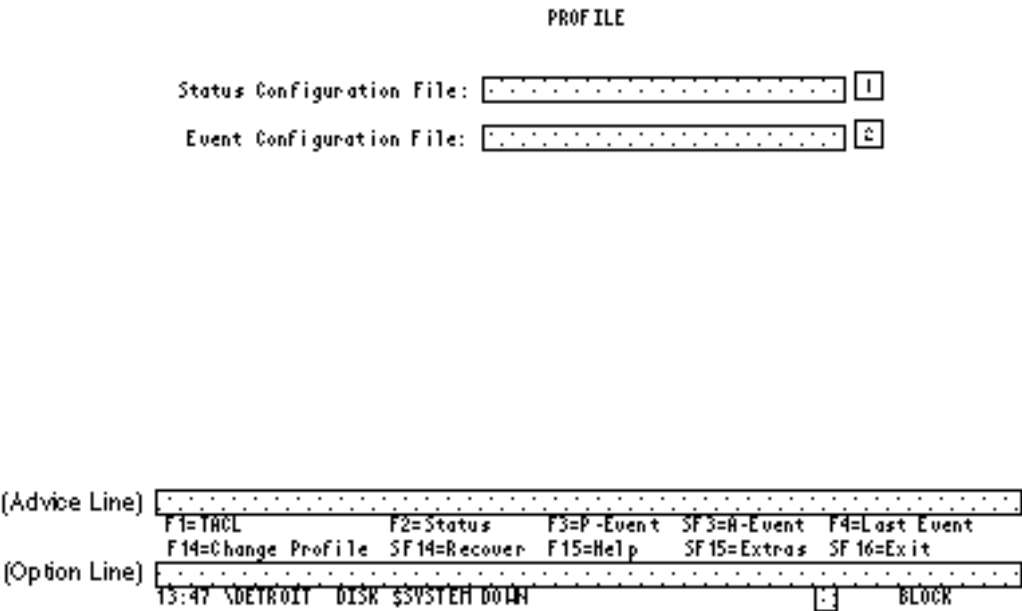 PROFILE
Status Configuration File: 1
Event Configuration File: 2
(Advice Line)
F1=TACL F2=Status F3=P-Event SF3=A-Event F4=Last Event
F14=Change Profile SF14=Recover F15=Help SF15=Extras SF16=Exit
(Option Line)
13:47 \DETROIT DISK $SYSTEM DOWN BLOCK